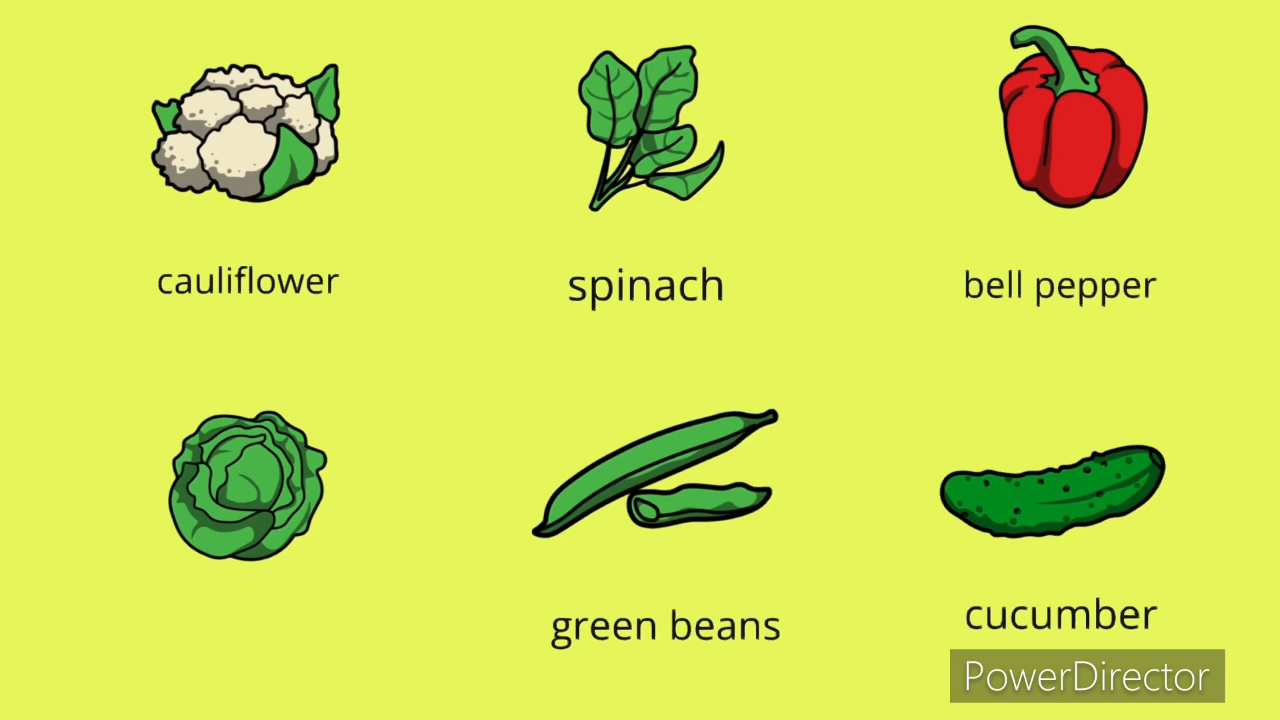 cauliflower
spinach
bell pepper
green beans
cucumber
PowerDirector